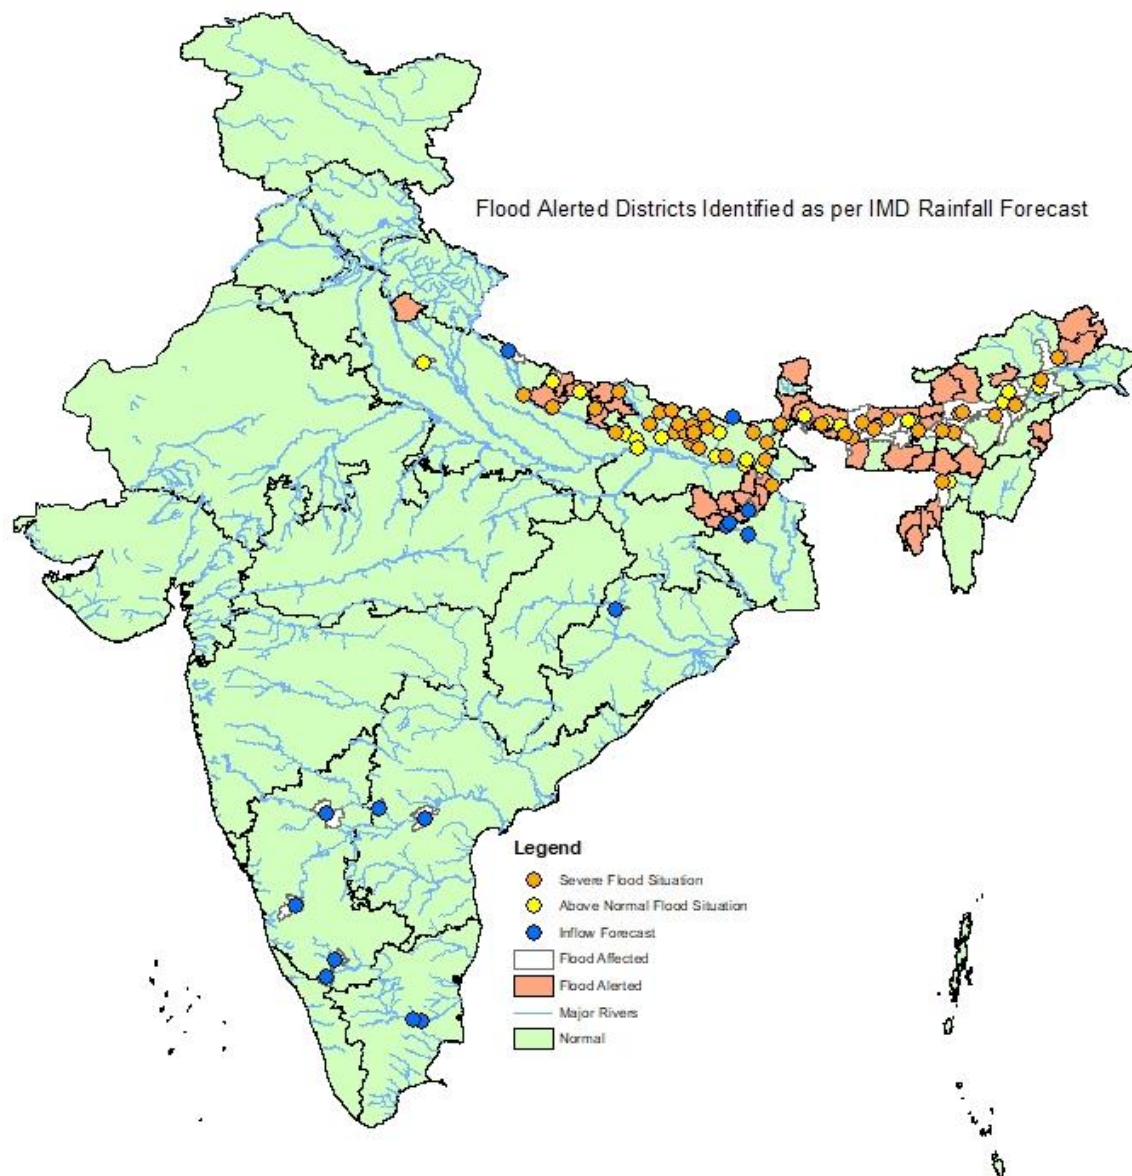 Flood Alerted Districts Identified as per IMD Rainfall Forecast
Legend
Severe Flood Situation
Above Normal Flood Situation
Inflow Forecast
Flood Affected
Flood Alerted
Major Rivers
Normal